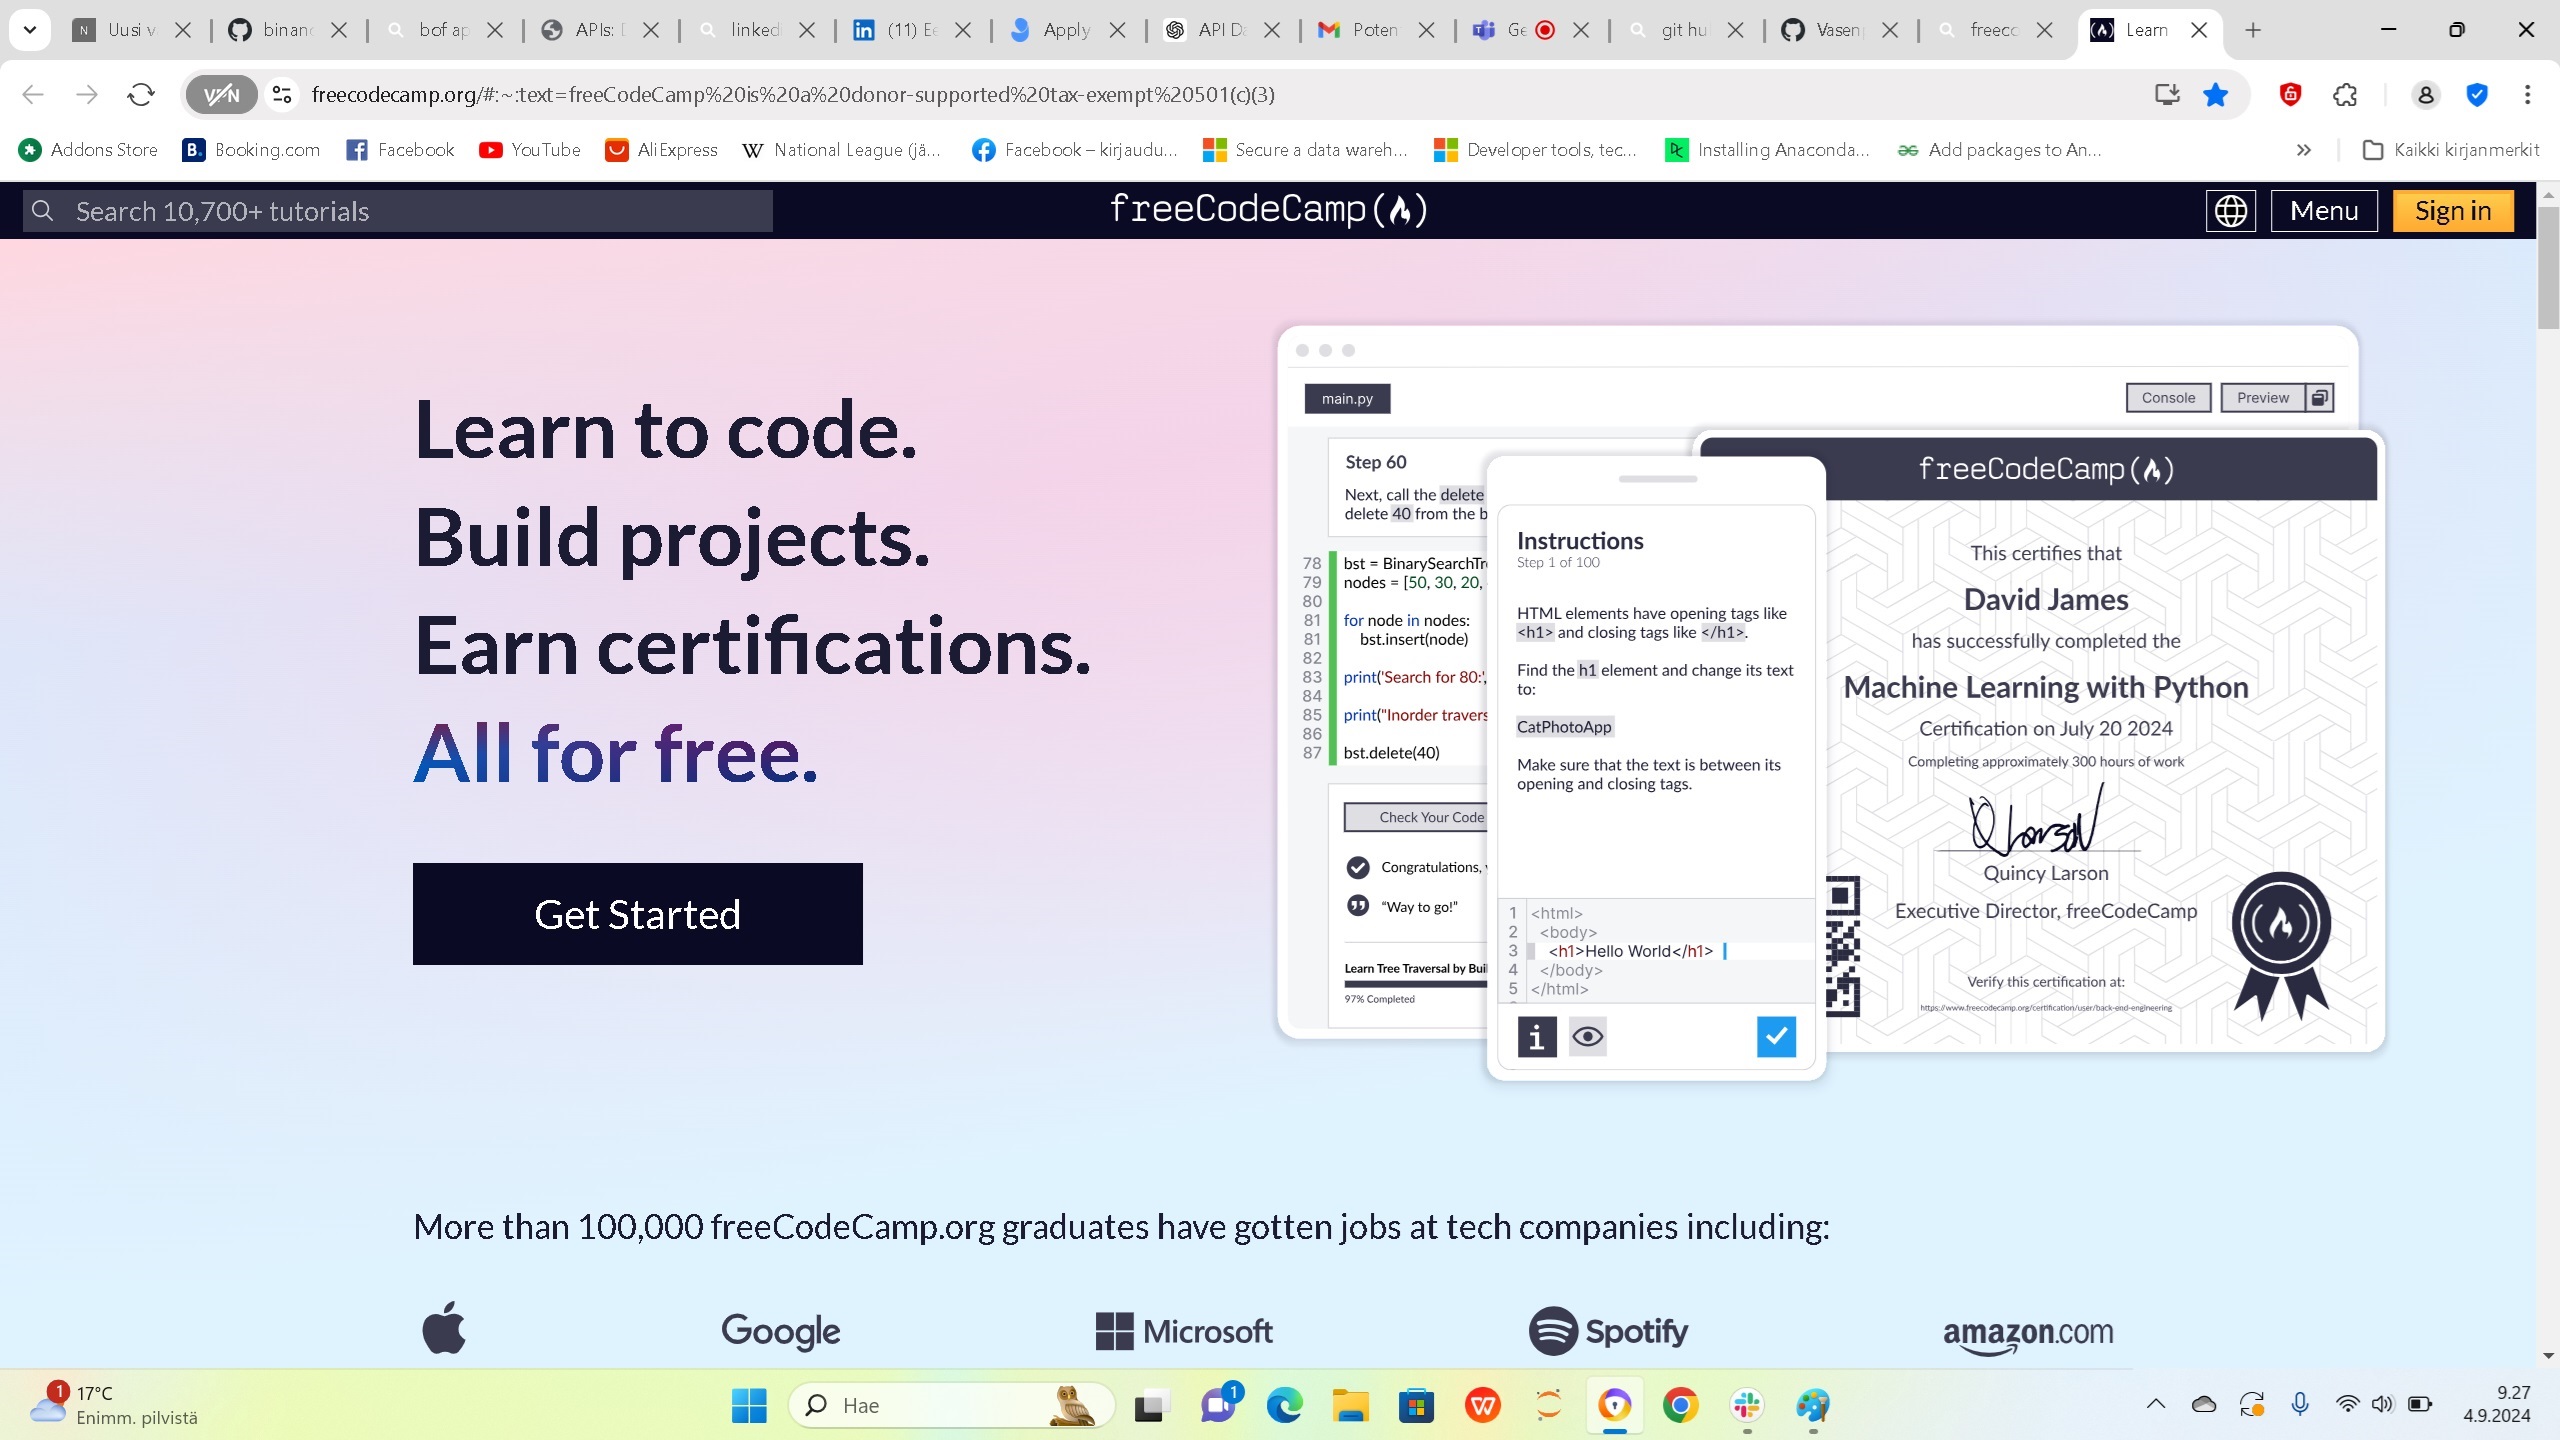 Uusi v
binanc
bof ap
APIs: D
linked
(11) Ee
Apply
API Da
Poten
Ge
git hu
Vasen
freecc
Learn
VPN
freecodecamp.org/#:~:text=freeCodeCamp%20is%20a%20donor-supported%20tax-exempt%20501(c)(3)
Addons Store
Booking.com
Facebook
YouTube
AliExpress
National League (jä...
Facebook – kirjaudu...
Secure a data wareh...
Developer tools, tec...
Installing Anaconda...
Add packages to An...
Kaikki kirjanmerkit
Search 10,700+ tutorials
freeCodeCamp
Menu
Sign in
Learn to code.
Build projects.
Earn certifications.
All for free.
Get Started
main.py
Console
Preview
Step 60
Next, call the delete
delete 40 from the b
78 bst = BinarySearchTre
79 nodes = [50, 30, 20,
80
81 for node in nodes:
81 bst.insert(node)
82
83 print('Search for 80:',
84
85 print("Inorder travers
86
87 bst.delete(40)
Check Your Code
Congratulations,
"Way to go!"
Learn Tree Traversal by Buil
97% Completed
Instructions
Step 1 of 100
HTML elements have opening tags like
<h1> and closing tags like </h1>.
Find the h1 element and change its text
to:
CatPhotoApp
Make sure that the text is between its
opening and closing tags.
1 <html>
2 <body>
3 <h1>Hello World</h1>
4 </body>
5 </html>
freeCodeCamp
This certifies that
David James
has successfully completed the
Machine Learning with Python
Certification on July 20 2024
Completing approximately 300 hours of work
Q Larson
Quincy Larson
Executive Director, freeCodeCamp
Verify this certification at:
https://www.freecodecamp.org/certification/user/back-end-engineering
More than 100,000 freeCodeCamp.org graduates have gotten jobs at tech companies including:
Google
Microsoft
Spotify
amazon.com
1
17°C
Enimm. pilvistä
Hae
1
9.27
4.9.2024